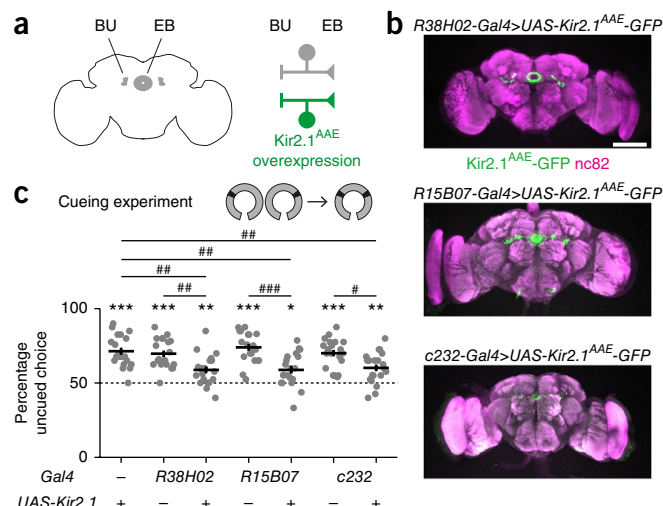 a
BU EB
BU EB
Kir2.1AAE
overexpression
b
R38H02-Gal4>UAS-Kir2.1AAE-GFP
Kir2.1AAE-GFP nc82
R15B07-Gal4>UAS-Kir2.1AAE-GFP
c232-Gal4>UAS-Kir2.1AAE-GFP
c
Cueing experiment
##
##
##
## ### #
*** *** ** *** * *** **
100
50
0
Percentage
uncued choice
Gal4 – R38H02 R15B07 c232
UAS-Kir2.1 + – + – + – +